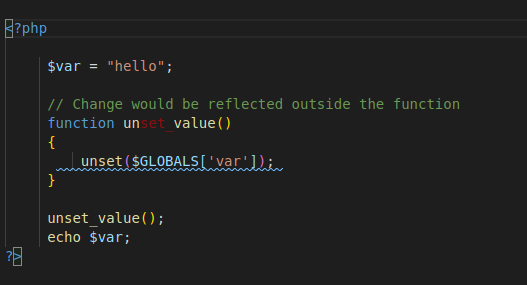 <?php
$var = "hello";
// Change would be reflected outside the function
function unset_value()
{
unset($GLOBALS['var']);
}
unset_value();
echo $var;
?>